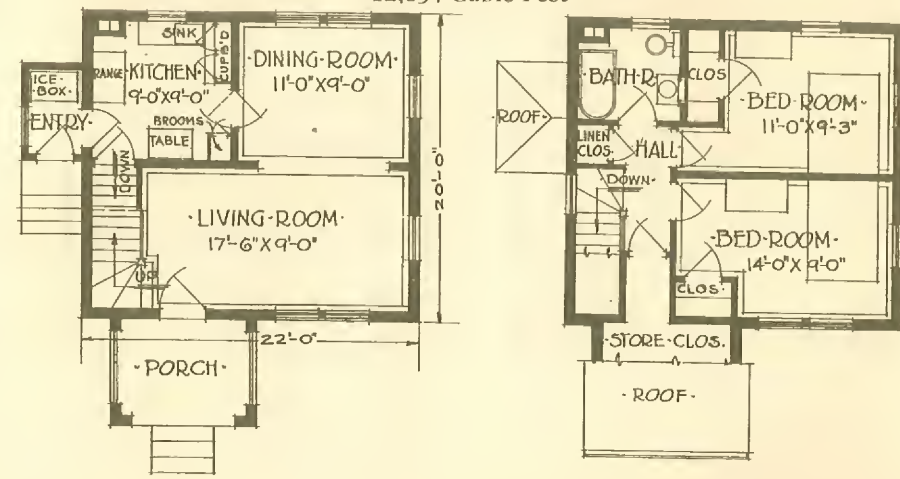 SINK
CUPB'D
RANGE
·KITCHEN·
9'-0"X9'-0"
·DINING-ROOM·
11'-0"X9'-0"
ICE-
BOX·
ENTRY·
BROOMS
TABLE
DOWN
·LIVING-ROOM·
17'-6"X9'-0"
UP
20'-0"
22'-0"
·PORCH·
·BATH-R·
CLOS
·BED-ROOM·
11'-0"X9'-3"
·ROOF·
LINEN
CLOS·
HALL
DOWN·
·BED-ROOM·
14'-0"X9'-0"
CLOS·
·STORE-CLOS.
·ROOF·